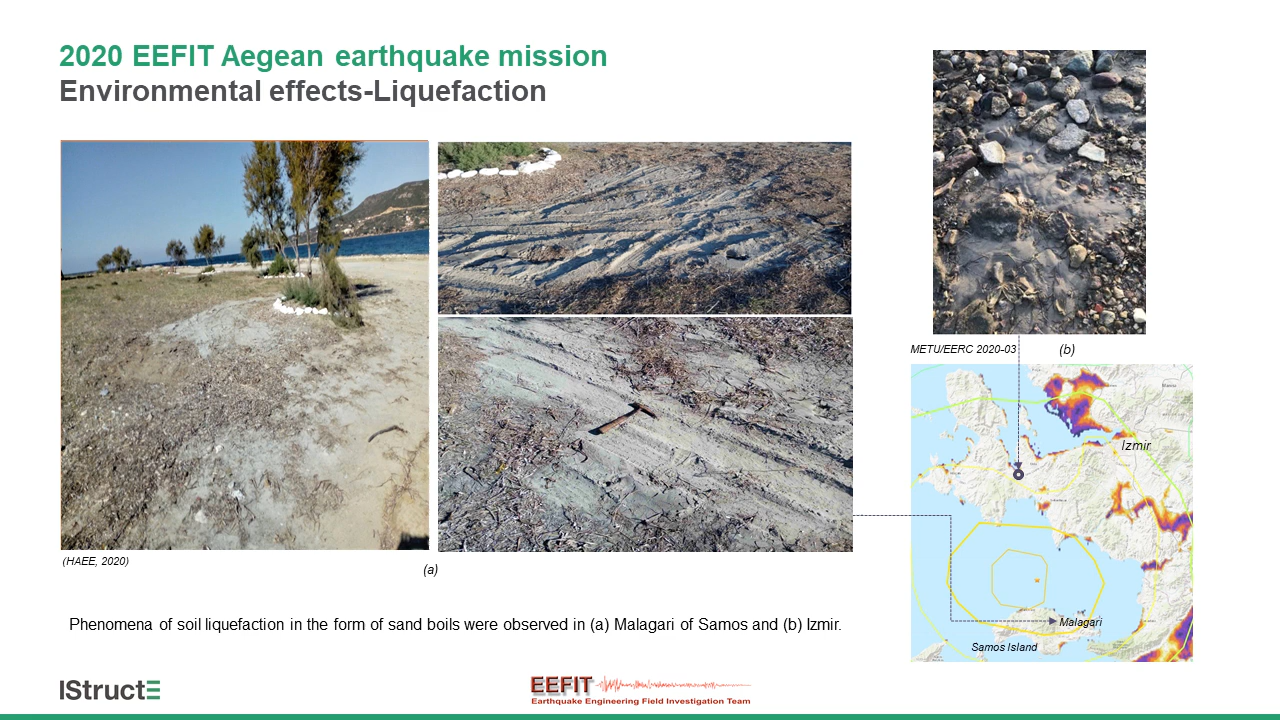 2020 EEFIT Aegean earthquake mission
Environmental effects-Liquefaction
METU/EERC 2020-03
(b)
Izmir
(HAEE, 2020)
(a)
Malagari
Samos Island
Phenomena of soil liquefaction in the form of sand boils were observed in (a) Malagari of Samos and (b) Izmir.
IStructE
EEFIT
Earthquake Engineering Field Investigation Team